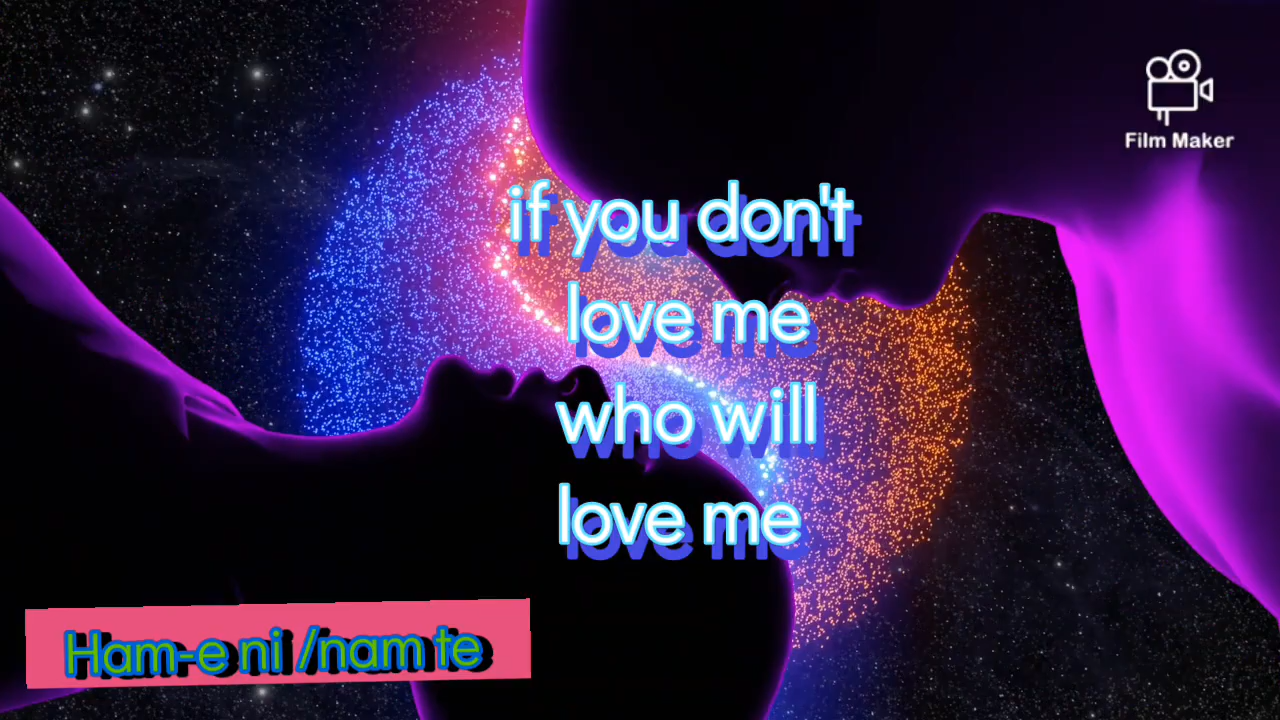 Film Maker
if you don't
love me
who will
love me
Ham-e ni /nam te